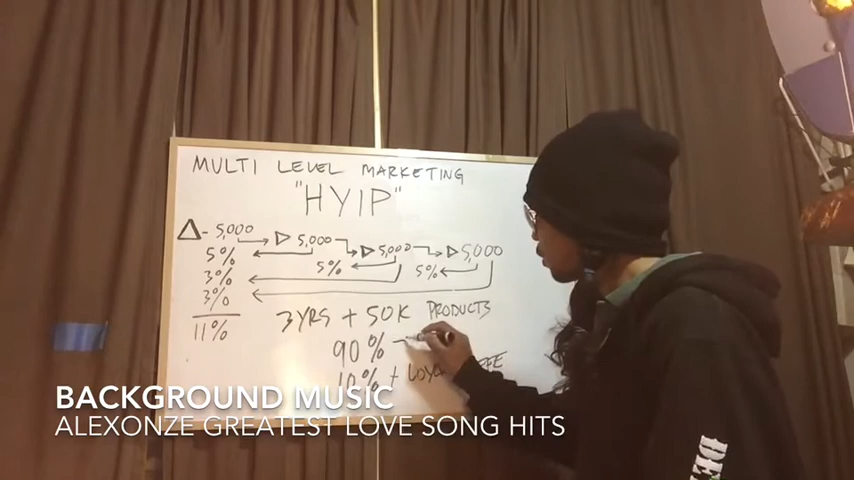 MULTI LEVEL MARKETING
"HYIP"
5,000 5,000 5,000 5,000
5% 5% 5%
3%
3%
11%
3YRS + 50K PRODUCTS
90%
10% +
BACKGROUND MUSIC
ALEXONZE GREATEST LOVE SONG HITS